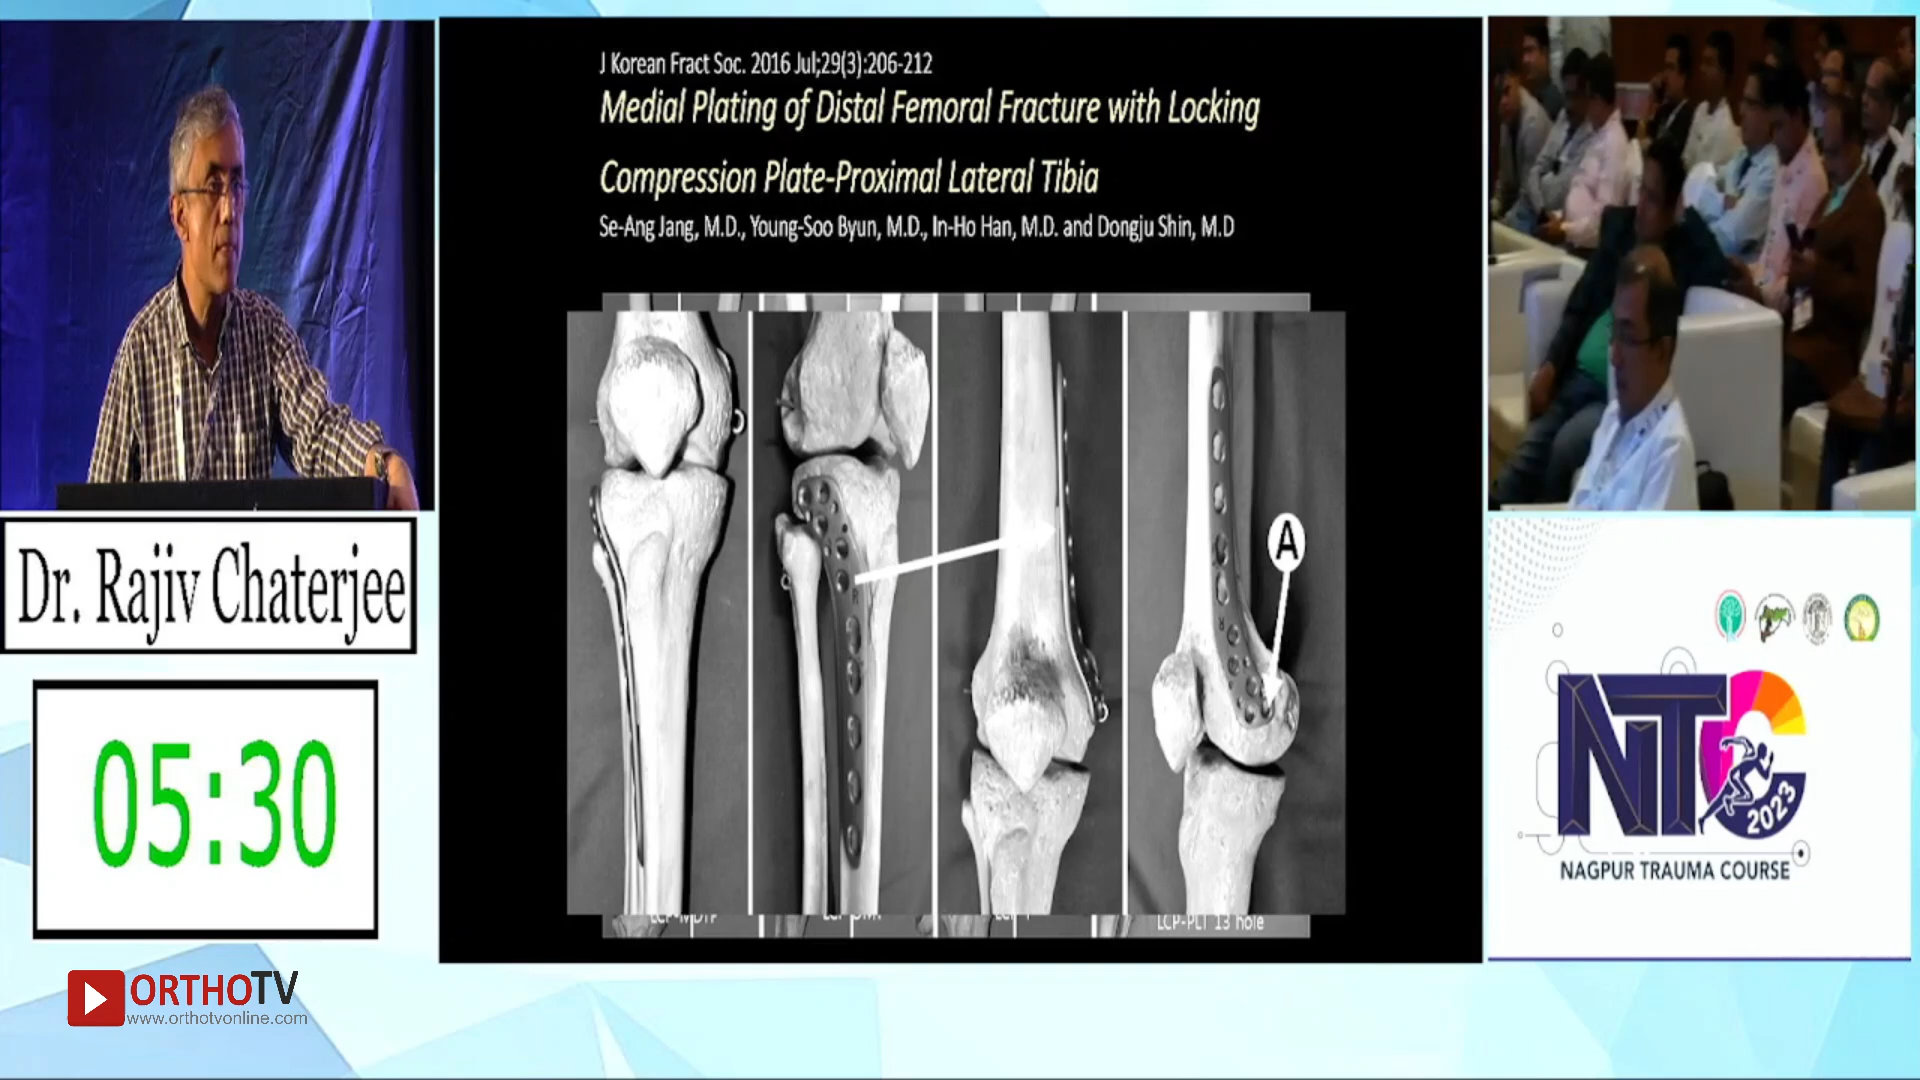 J Korean Fract Soc. 2016 Jul;29(3):206-212
Medial Plating of Distal Femoral Fracture with Locking
Compression Plate-Proximal Lateral Tibia
Se-Ang Jang, M.D., Young-Soo Byun, M.D., In-Ho Han, M.D. and Dongju Shin, M.D
A
R
LCP-PLT 13 hole
Dr. Rajiv Chaterjee
05:30
ORTHOTV
www.orthotvonline.com
NTC
2023
NAGPUR TRAUMA COURSE